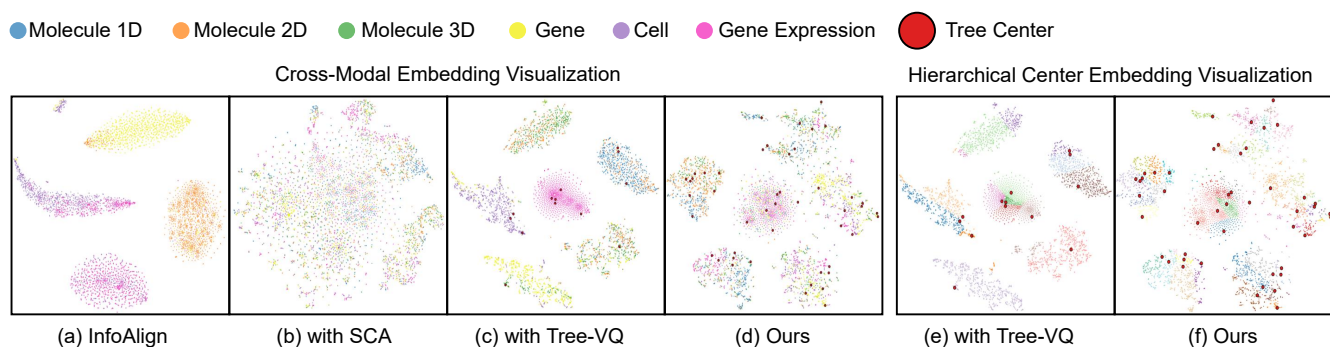 Molecule 1D Molecule 2D Molecule 3D Gene Cell Gene Expression Tree Center
Cross-Modal Embedding Visualization Hierarchical Center Embedding Visualization
(a) InfoAlign (b) with SCA (c) with Tree-VQ (d) Ours (e) with Tree-VQ (f) Ours